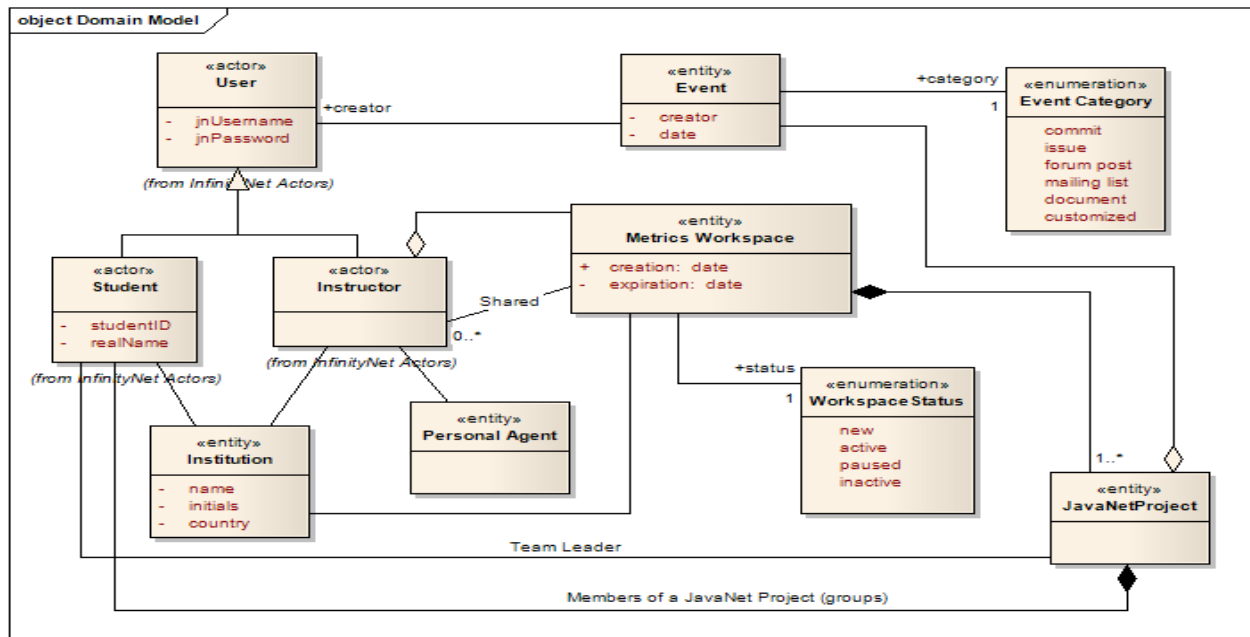 object Domain Model
«actor»
User
- jnUsername
- jnPassword
(from InfinityNet Actors)
+creator
«entity»
Event
- creator
- date
+category
1
«enumeration»
Event Category
commit
issue
forum post
mailing list
document
customized
«actor»
Student
- studentID
- realName
(from InfinityNet Actors)
«actor»
Instructor
(from InfinityNet Actors)
Shared
0..*
«entity»
Metrics Workspace
+ creation: date
- expiration: date
+status
1
«enumeration»
WorkspaceStatus
new
active
paused
inactive
«entity»
Personal Agent
«entity»
Institution
- name
- initials
- country
1..*
«entity»
JavaNetProject
Team Leader
Members of a JavaNet Project (groups)